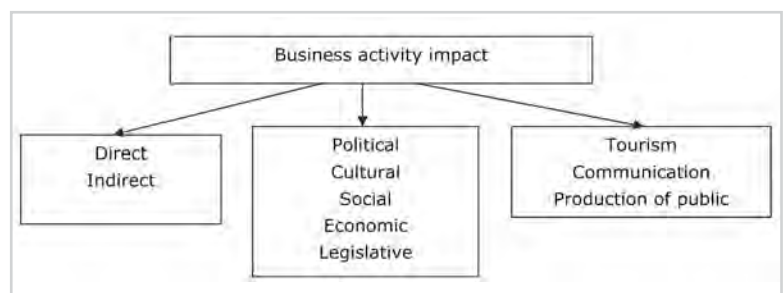 Business activity impact
Direct
Indirect
Political
Cultural
Social
Economic
Legislative
Tourism
Communication
Production of public